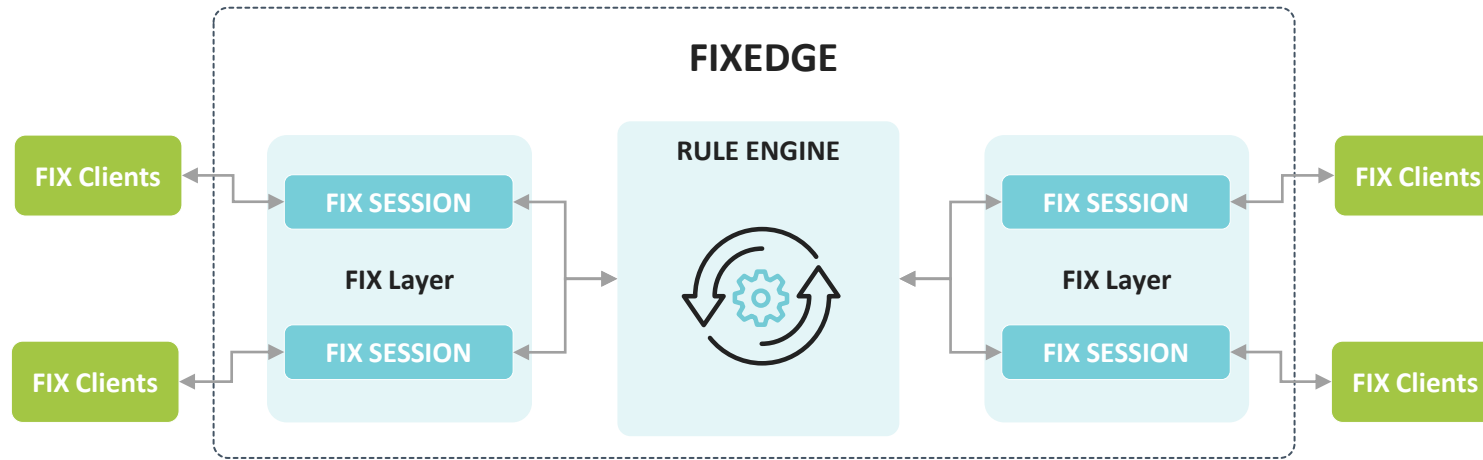 FIXEDGE
RULE ENGINE
FIX Clients
FIX SESSION
FIX SESSION
FIX Clients
FIX Layer
FIX Layer
FIX Clients
FIX SESSION
FIX SESSION
FIX Clients